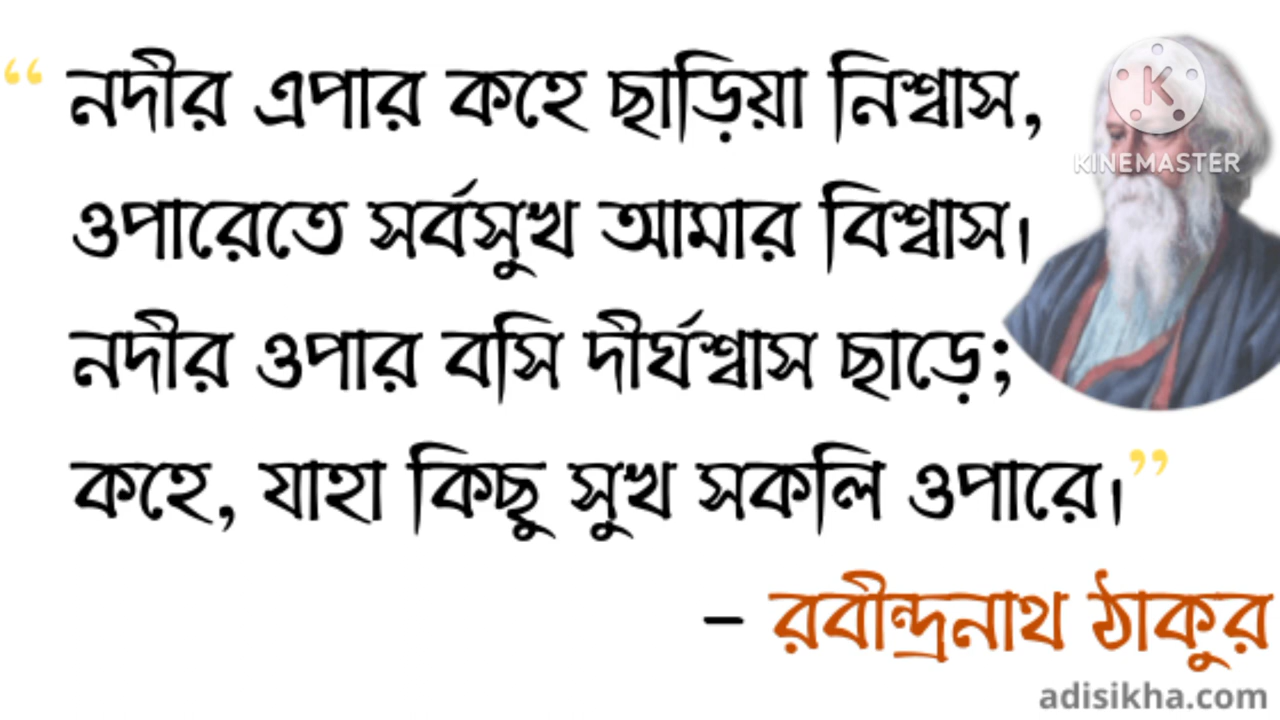 “ নদীর এপার কহে ছাড়িয়া নিশ্বাস,
ওপারেতে সর্বসুখ আমার বিশ্বাস।
নদীর ওপার বসি দীর্ঘশ্বাস ছাড়ে;
কহে, যাহা কিছু সুখ সকলি ওপারে।”
– রবীন্দ্রনাথ ঠাকুর
K
KINEMASTER
adisikha.com